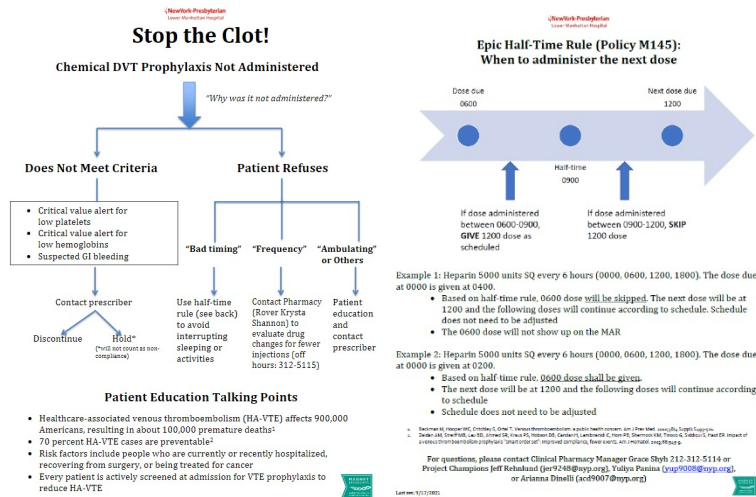 NewYork-Presbyterian
Lower Manhattan Hospital
Stop the Clot!
Chemical DVT Prophylaxis Not Administered
“Why was it not administered?”
Does Not Meet Criteria
Patient Refuses
• Critical value alert for
low platelets
• Critical value alert for
low hemoglobins
• Suspected GI bleeding
Contact prescriber
Discontinue
Hold*
(*will not count as non-
compliance)
“Bad timing”
“Frequency”
“Ambulating”
or Others
Use half-time
rule (see back)
to avoid
interrupting
sleeping or
activities
Contact Pharmacy
(Rover Krysta
Shannon) to
evaluate drug
changes for fewer
injections (off
hours: 312-5115)
Patient
education
and
contact
prescriber
Patient Education Talking Points
• Healthcare-associated venous thromboembolism (HA-VTE) affects 900,000
Americans, resulting in about 100,000 premature deaths¹
• 70 percent HA-VTE cases are preventable²
• Risk factors include people who are currently or recently hospitalized,
recovering from surgery, or being treated for cancer
• Every patient is actively screened at admission for VTE prophylaxis to
reduce HA-VTE
NewYork-Presbyterian
Lower Manhattan Hospital
Epic Half-Time Rule (Policy M145):
When to administer the next dose
Dose due
0600
Next dose due
1200
Half-time
0900
If dose administered
between 0600-0900,
GIVE 1200 dose as
scheduled
If dose administered
between 0900-1200, SKIP
1200 dose
Example 1: Heparin 5000 units SQ every 6 hours (0000, 0600, 1200, 1800). The dose due
at 0000 is given at 0400.
• Based on half-time rule, 0600 dose will be skipped. The next dose will be at
1200 and the following doses will continue according to schedule. Schedule
does not need to be adjusted
• The 0600 dose will not show up on the MAR
Example 2: Heparin 5000 units SQ every 6 hours (0000, 0600, 1200, 1800). The dose due
at 0000 is given at 0200.
• Based on half-time rule, 0600 dose shall be given.
• The next dose will be at 1200 and the following doses will continue according
to schedule
• Schedule does not need to be adjusted
For questions, please contact Clinical Pharmacy Manager Grace Shyh 212-312-5114 or
Project Champions Jeff Rehnlund (jer9248@nyp.org), Yuliya Panina (yup9008@nyp.org),
or Arianna Dinelli (acd9007@nyp.org)
Last rev: 9/17/2021